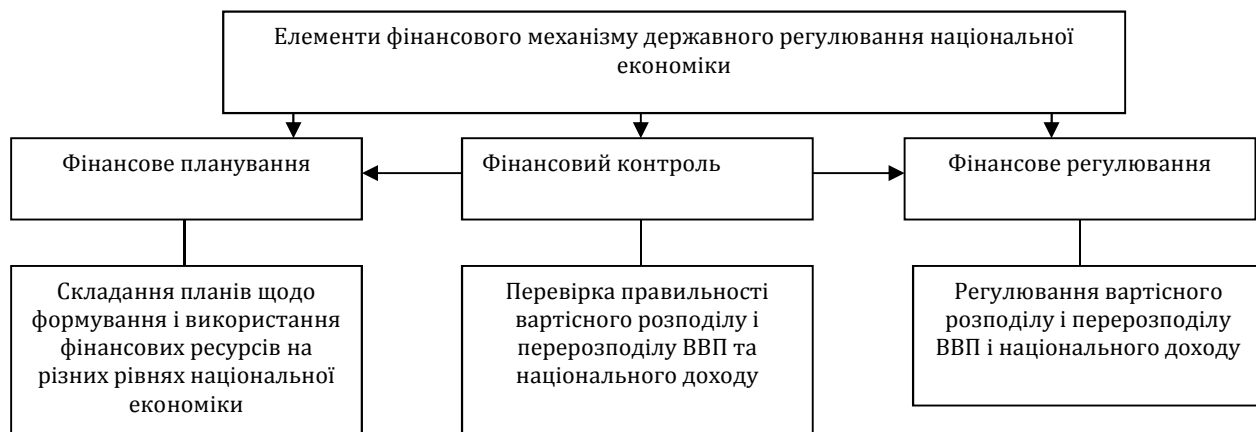 Елементи фінансового механізму державного регулювання національної
економіки
Фінансове планування
Фінансовий контроль
Фінансове регулювання
Складання планів щодо
формування і використання
фінансових ресурсів на
різних рівнях національної
економіки
Перевірка правильності
вартісного розподілу і
перерозподілу ВВП та
національного доходу
Регулювання вартісного
розподілу і перерозподілу
ВВП і національного доходу